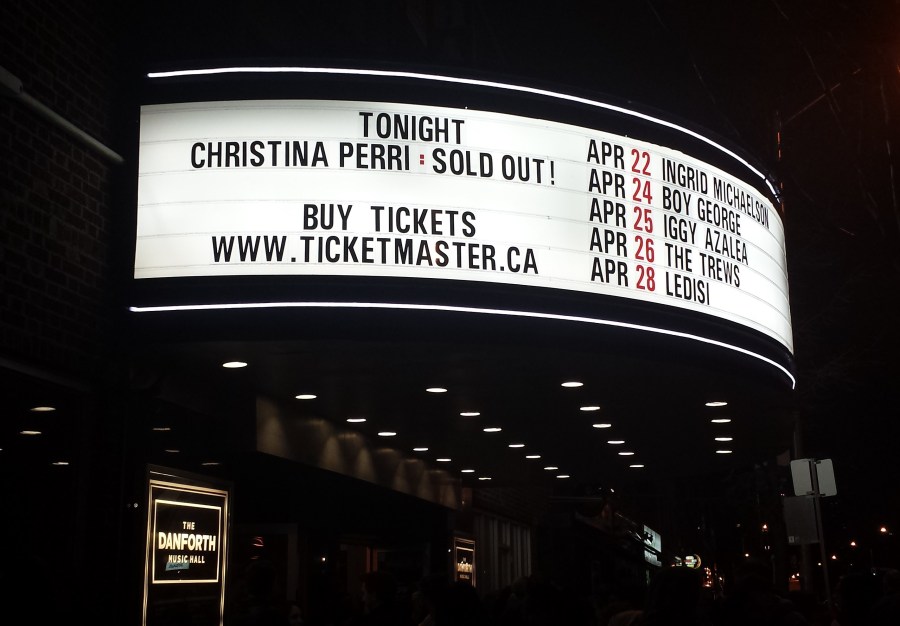 TONIGHT
CHRISTINA PERRI : SOLD OUT!
BUY TICKETS
WWW.TICKETMASTER.CA
APR 22 INGRID MICHAELSON
APR 24 BOY GEORGE
APR 25 IGGY AZALEA
APR 26 THE TREWS
APR 28 LEDISI
THE
DANFORTH
MUSIC HALL